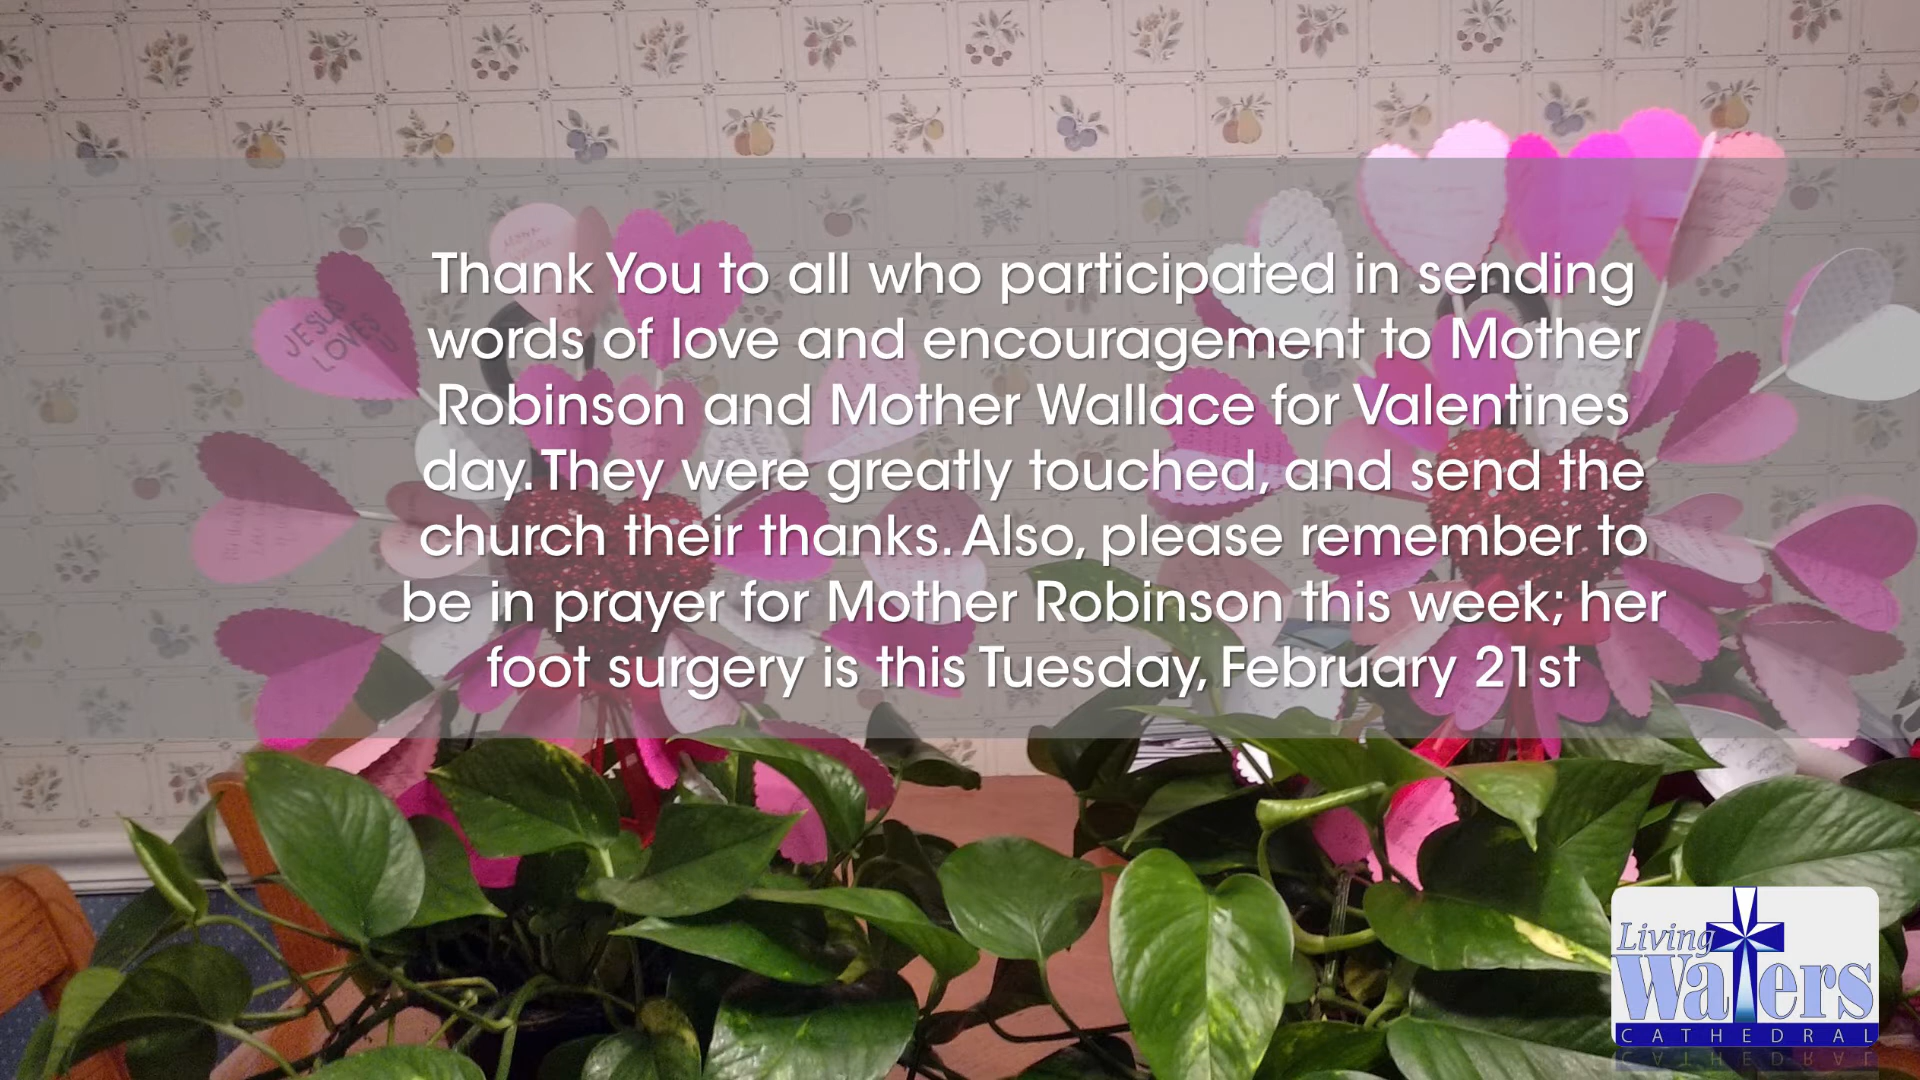 Thank You to all who participated in sending
words of love and encouragement to Mother
Robinson and Mother Wallace for Valentines
day. They were greatly touched, and send the
church their thanks. Also, please remember to
be in prayer for Mother Robinson this week; her
foot surgery is this Tuesday, February 21st
JESUS
LOVES
U
Living
Waters
CATHEDRAL